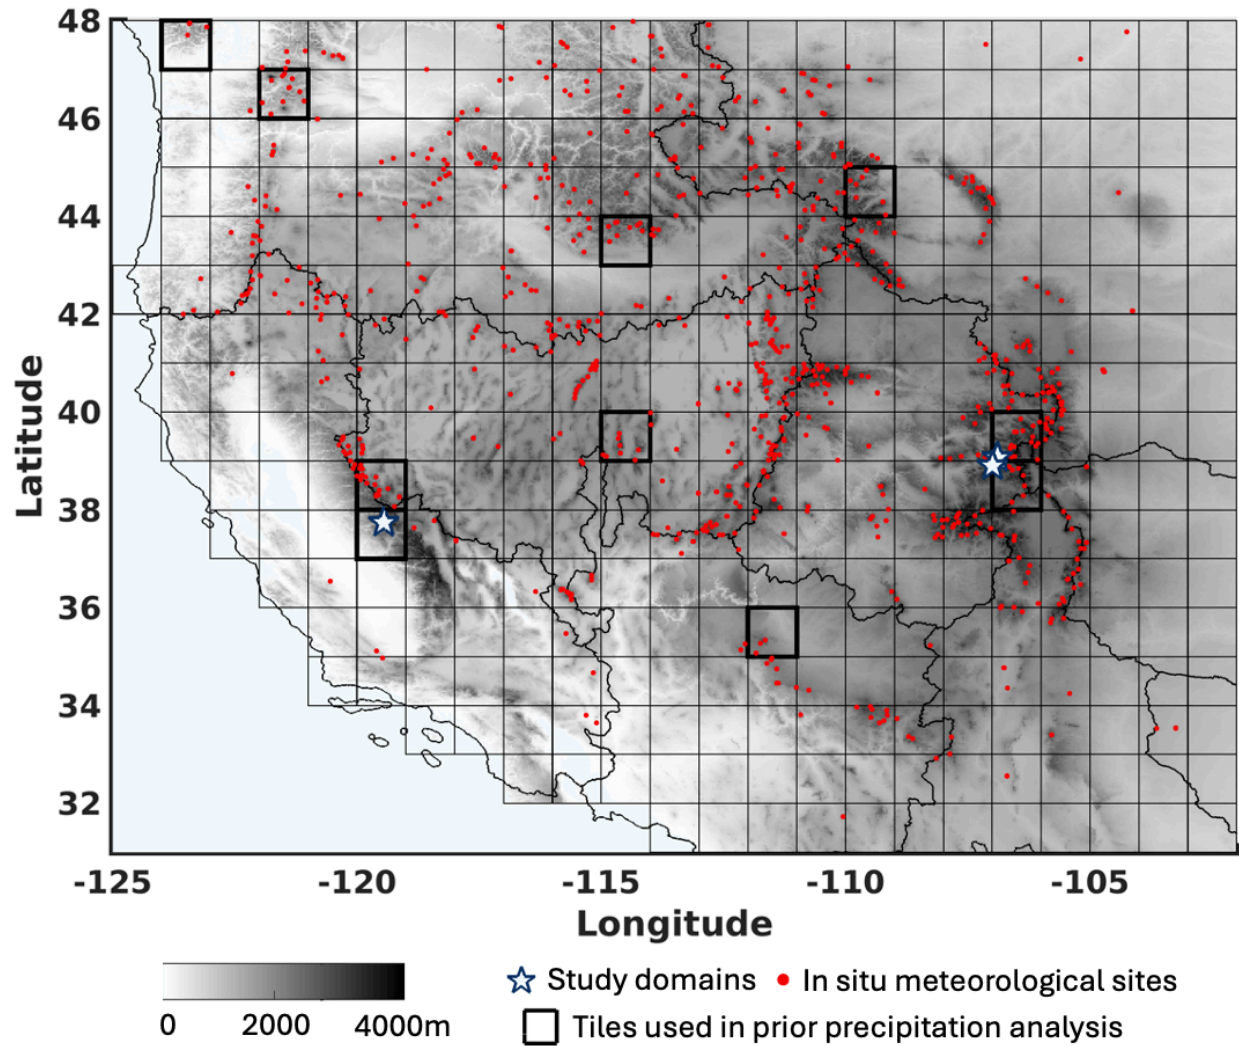 48
46
44
42
40
38
36
34
32
Latitude
-125 -120 -115 -110 -105
Longitude
0 2000 4000m
Study domains In situ meteorological sites
Tiles used in prior precipitation analysis